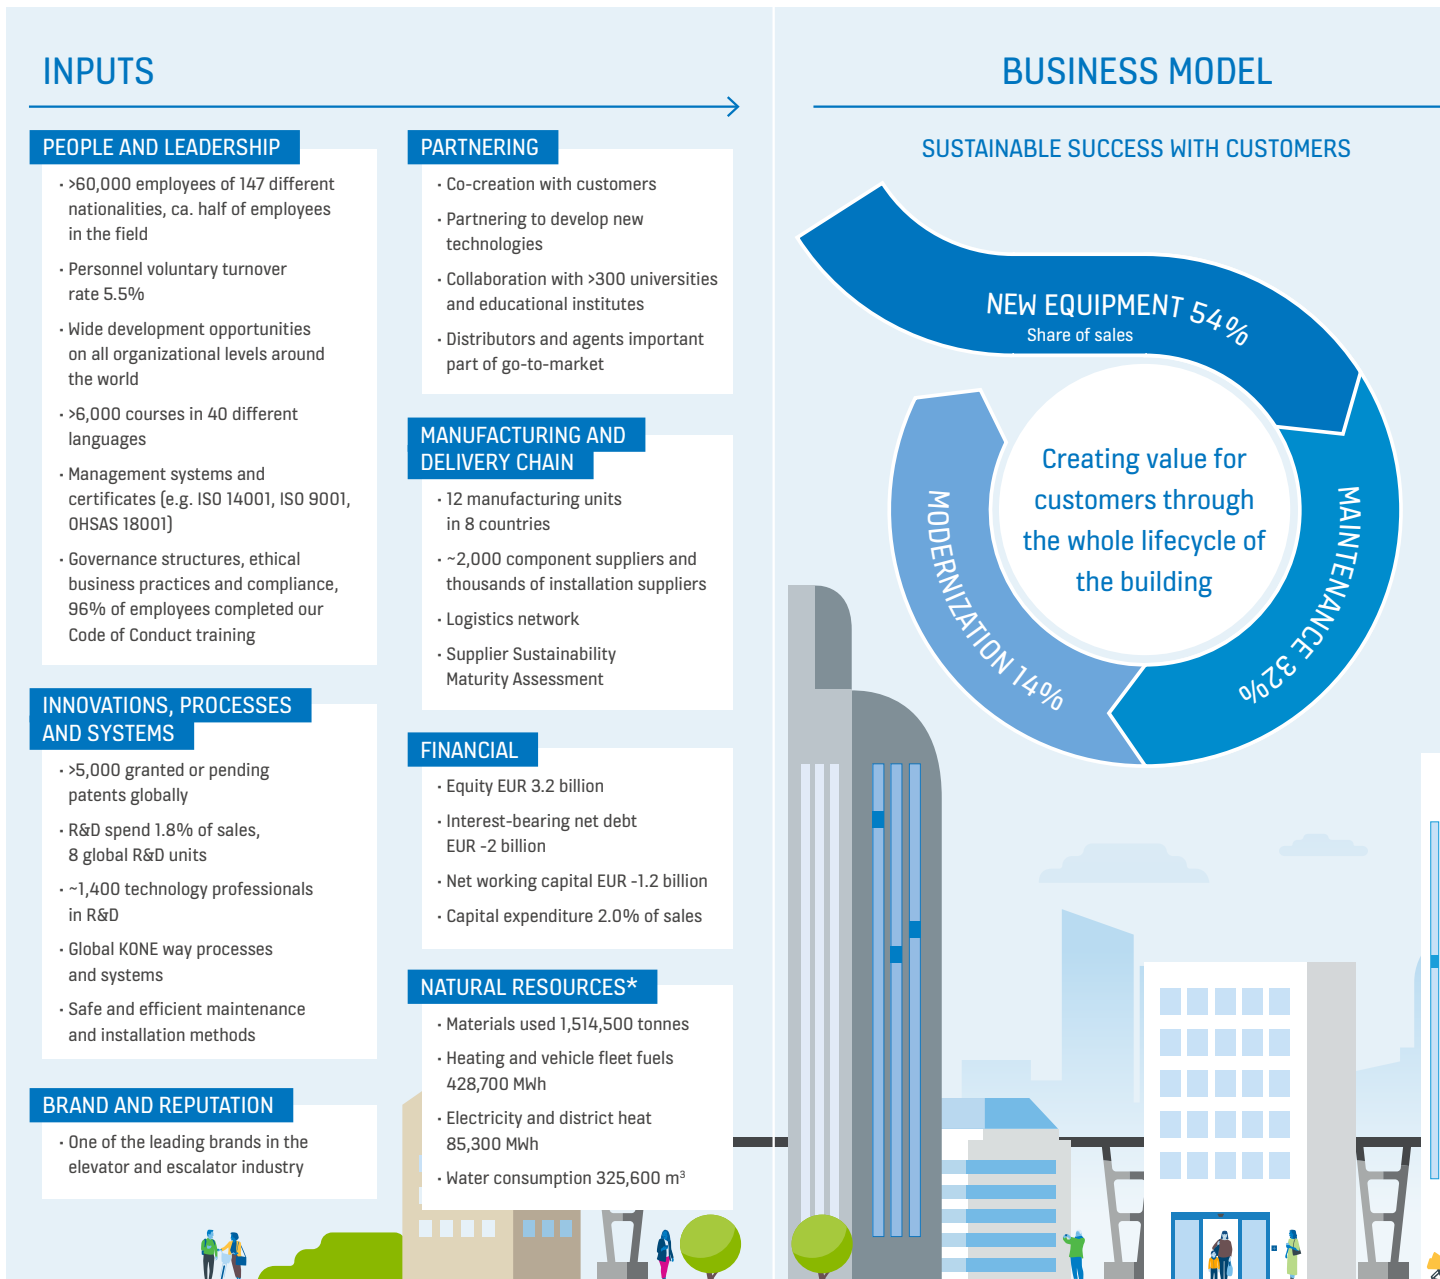 INPUTS
PEOPLE AND LEADERSHIP
· >60,000 employees of 147 different
nationalities, ca. half of employees
in the field
· Personnel voluntary turnover
rate 5.5%
· Wide development opportunities
on all organizational levels around
the world
· >6,000 courses in 40 different
languages
· Management systems and
certificates (e.g. ISO 14001, ISO 9001,
OHSAS 18001)
· Governance structures, ethical
business practices and compliance,
96% of employees completed our
Code of Conduct training
INNOVATIONS, PROCESSES
AND SYSTEMS
· >5,000 granted or pending
patents globally
· R&D spend 1.8% of sales,
8 global R&D units
· ~1,400 technology professionals
in R&D
· Global KONE way processes
and systems
· Safe and efficient maintenance
and installation methods
BRAND AND REPUTATION
· One of the leading brands in the
elevator and escalator industry
PARTNERING
· Co-creation with customers
· Partnering to develop new
technologies
· Collaboration with >300 universities
and educational institutes
· Distributors and agents important
part of go-to-market
MANUFACTURING AND
DELIVERY CHAIN
· 12 manufacturing units
in 8 countries
· ~2,000 component suppliers and
thousands of installation suppliers
· Logistics network
· Supplier Sustainability
Maturity Assessment
FINANCIAL
· Equity EUR 3.2 billion
· Interest-bearing net debt
EUR -2 billion
· Net working capital EUR -1.2 billion
· Capital expenditure 2.0% of sales
NATURAL RESOURCES*
· Materials used 1,514,500 tonnes
· Heating and vehicle fleet fuels
428,700 MWh
· Electricity and district heat
85,300 MWh
· Water consumption 325,600 m³
BUSINESS MODEL
SUSTAINABLE SUCCESS WITH CUSTOMERS
NEW EQUIPMENT 54%
Share of sales
MAINTENANCE 32%
MODERNIZATION 14%
Creating value for
customers through
the whole lifecycle of
the building